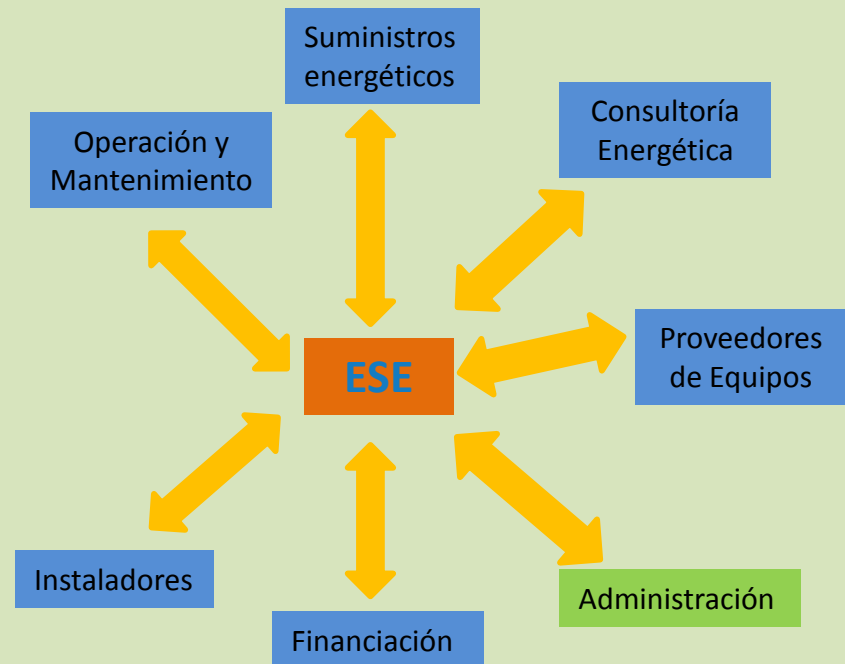 Suministros
energéticos
Consultoría
Energética
Operación y
Mantenimiento
Proveedores
de Equipos
ESE
Instaladores
Administración
Financiación